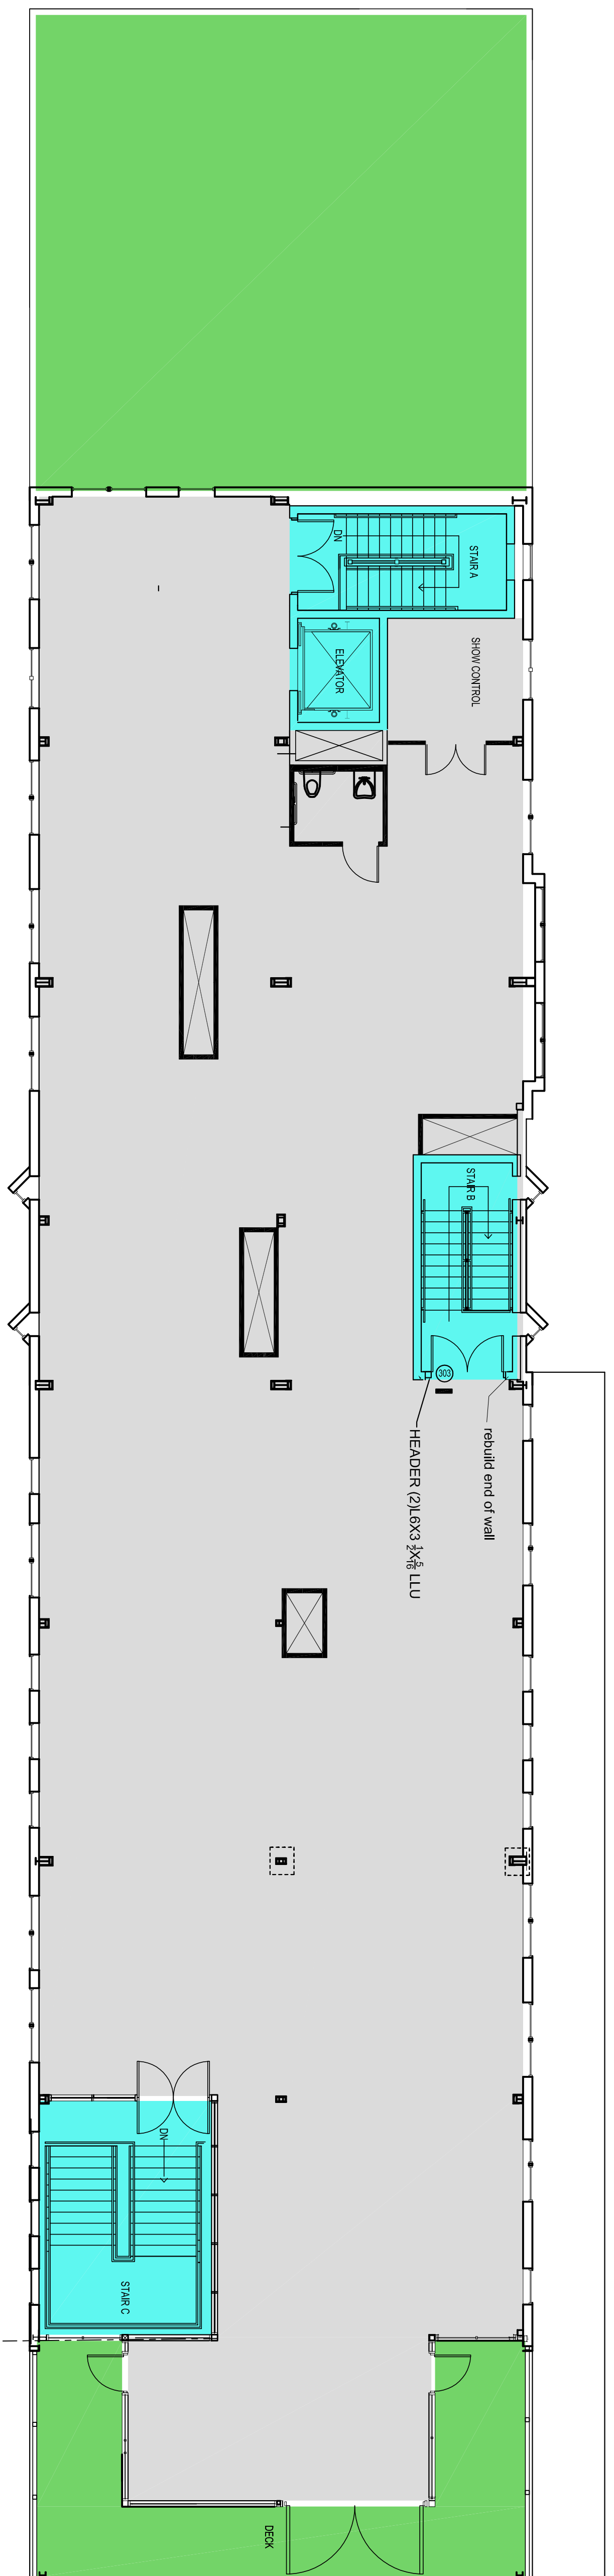 DN
STAIR A
ELEVATOR
SHOW CONTROL
STAIR B
303
rebuild end of wall
HEADER (2)L6X3 1/2X5/16 LLU
DN
STAIR C
DECK